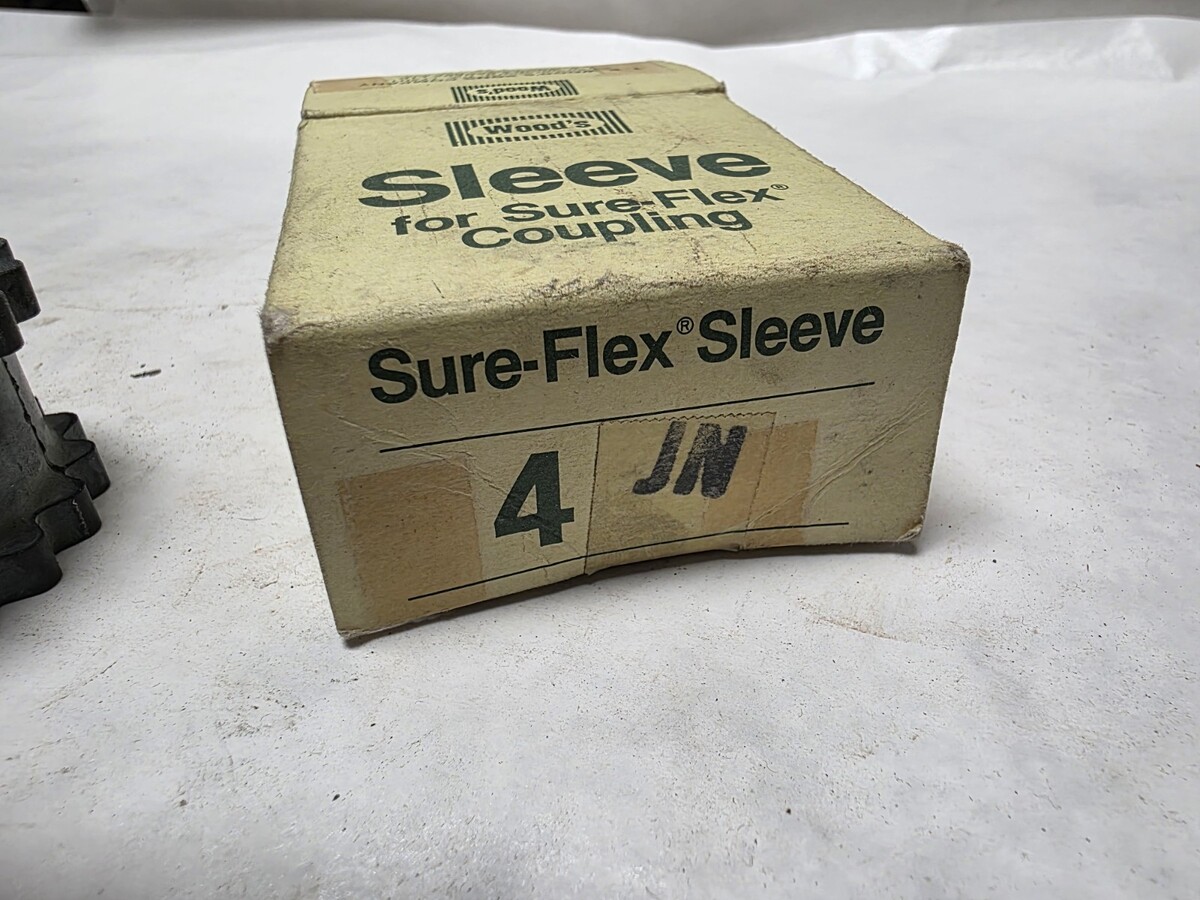 Wood's
Wood's
Sleeve
for Sure-Flex®
Coupling
Sure-Flex® Sleeve
4 JN